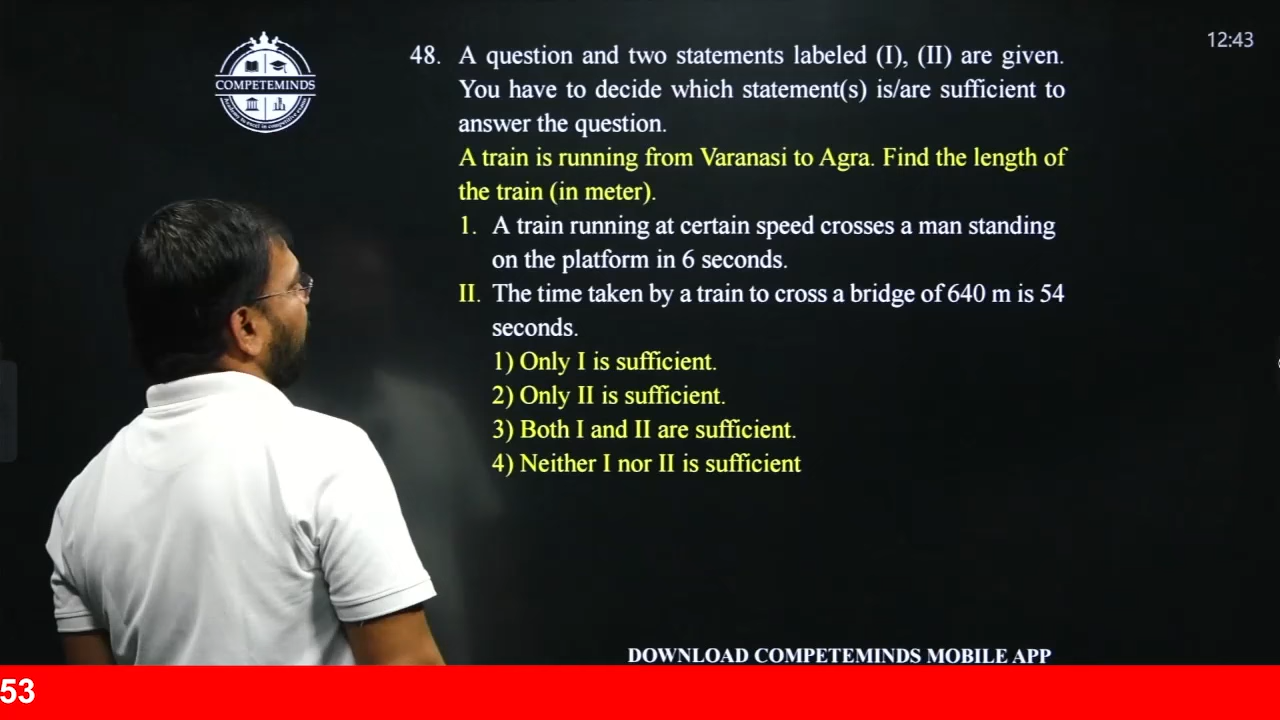 12:43
COMPETEMINDS
48. A question and two statements labeled (I), (II) are given.
You have to decide which statement(s) is/are sufficient to
answer the question.
A train is running from Varanasi to Agra. Find the length of
the train (in meter).
1. A train running at certain speed crosses a man standing
on the platform in 6 seconds.
II. The time taken by a train to cross a bridge of 640 m is 54
seconds.
1) Only I is sufficient.
2) Only II is sufficient.
3) Both I and II are sufficient.
4) Neither I nor II is sufficient
DOWNLOAD COMPETEMINDS MOBILE APP
53